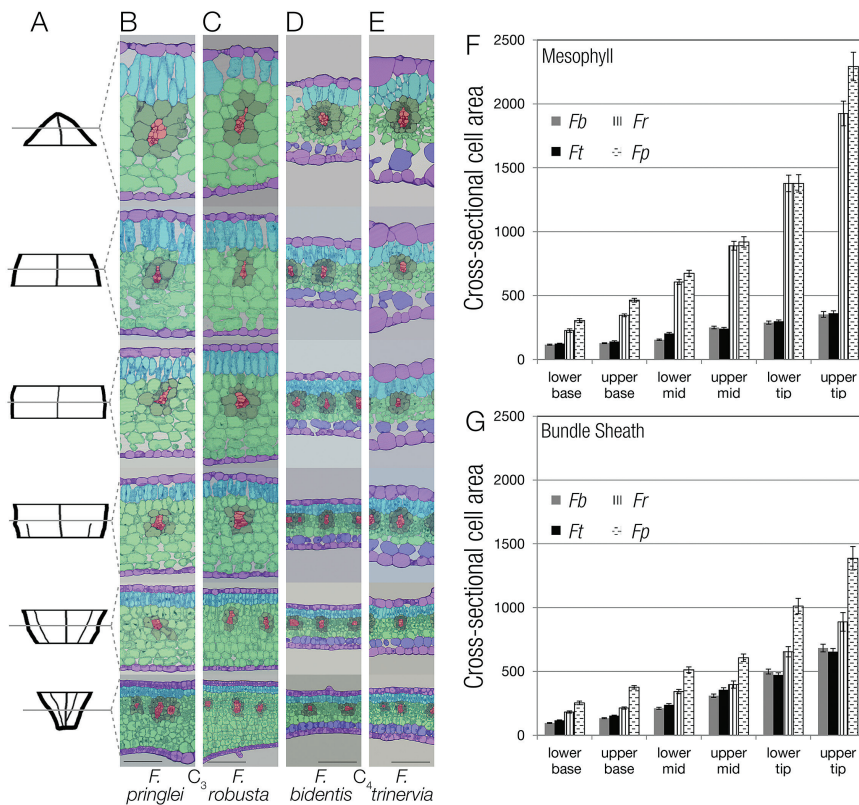 A
B
C
D
E
F. pringlei
C3
F. robusta
F. bidentis
C4
F. trinervia
F
Mesophyll
Fb
Fr
Ft
Fp
Cross-sectional cell area
2500
2000
1500
1000
500
0
lower base
upper base
lower mid
upper mid
lower tip
upper tip
G
Bundle Sheath
Fb
Fr
Ft
Fp
Cross-sectional cell area
2500
2000
1500
1000
500
0
lower base
upper base
lower mid
upper mid
lower tip
upper tip